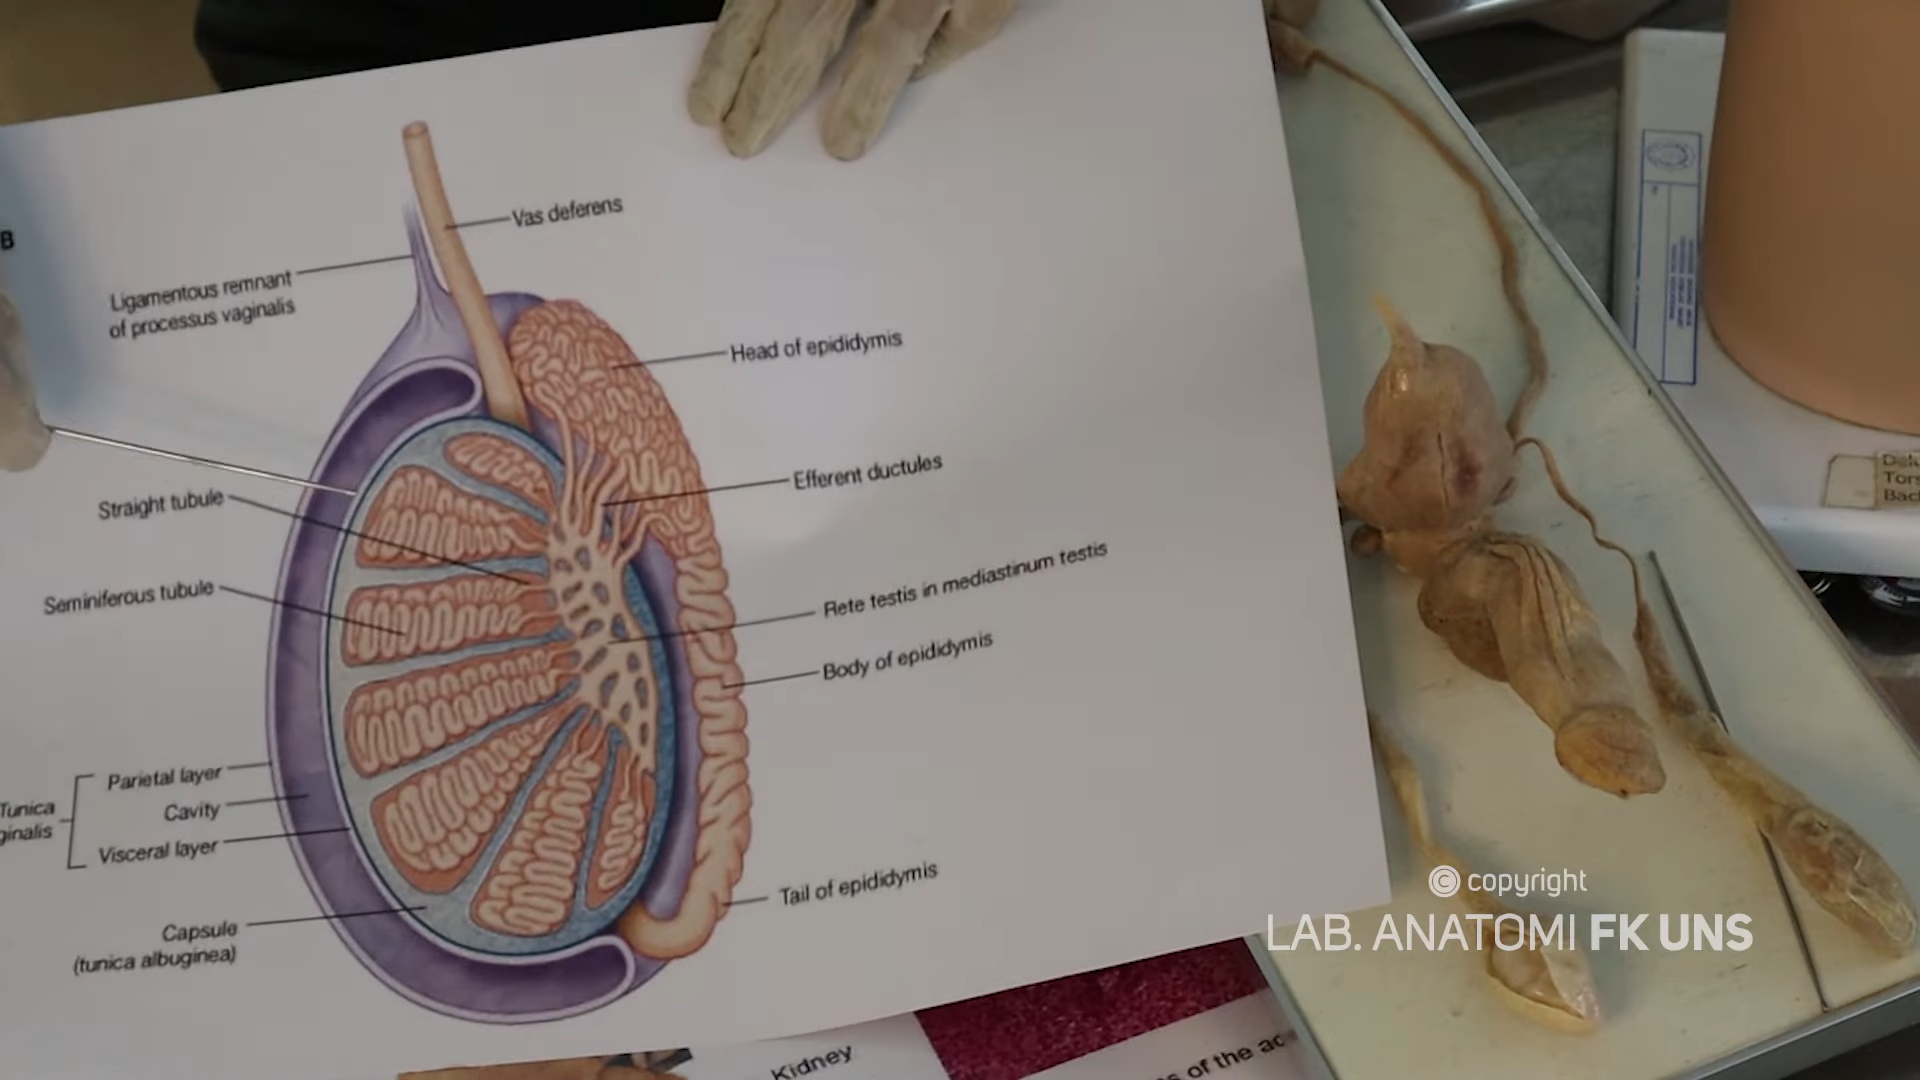 B
Vas deferens
Ligamentous remnant
of processus vaginalis
Head of epididymis
Efferent ductules
Straight tubule
Rete testis in mediastinum testis
Seminiferous tubule
Body of epididymis
Parietal layer
Tunica
ginalis
Cavity
Visceral layer
Tail of epididymis
Capsule
(tunica albuginea)
Kidney
of the
Tors
Bac
© copyright
LAB. ANATOMI FK UNS